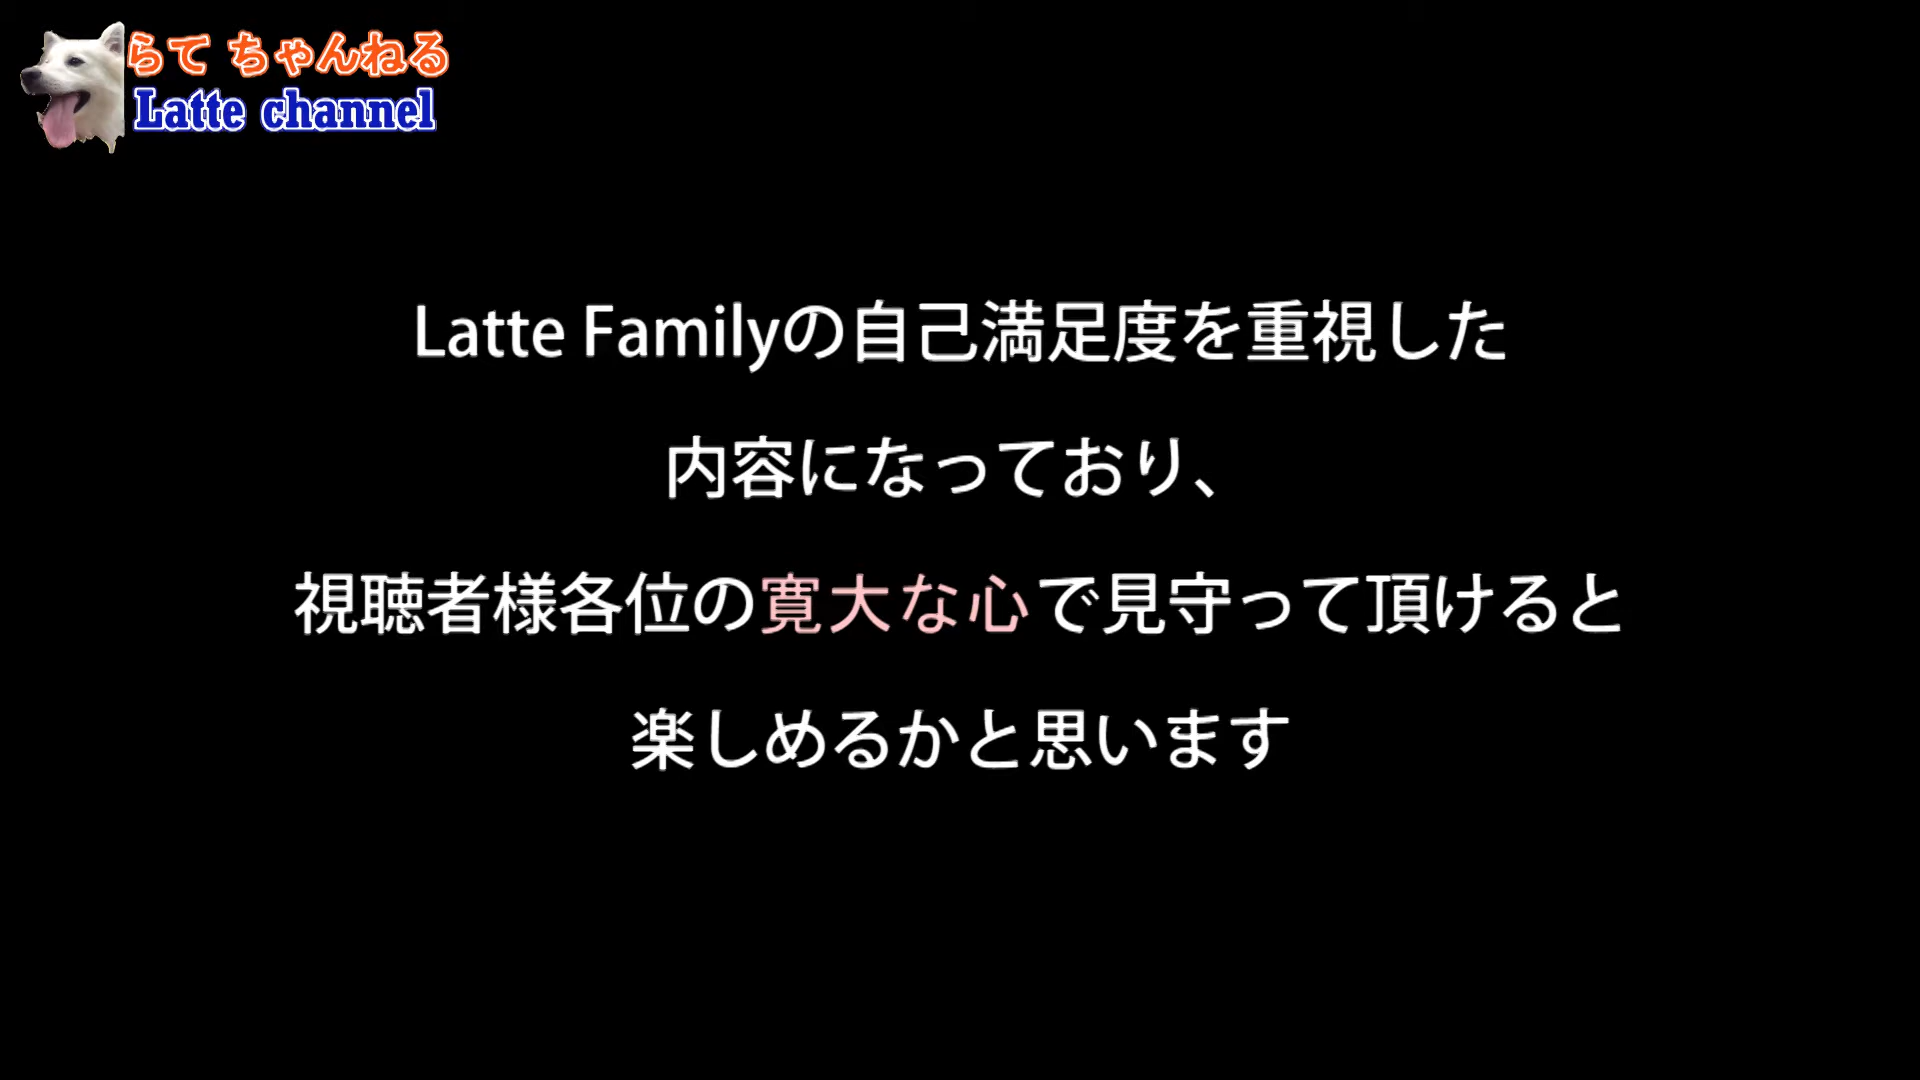 らて ちゃんねる
Latte channel
Latte Familyの自己満足度を重視した
内容になっており、
視聴者様各位の寛大な心で見守って頂けると
楽しめるかと思います